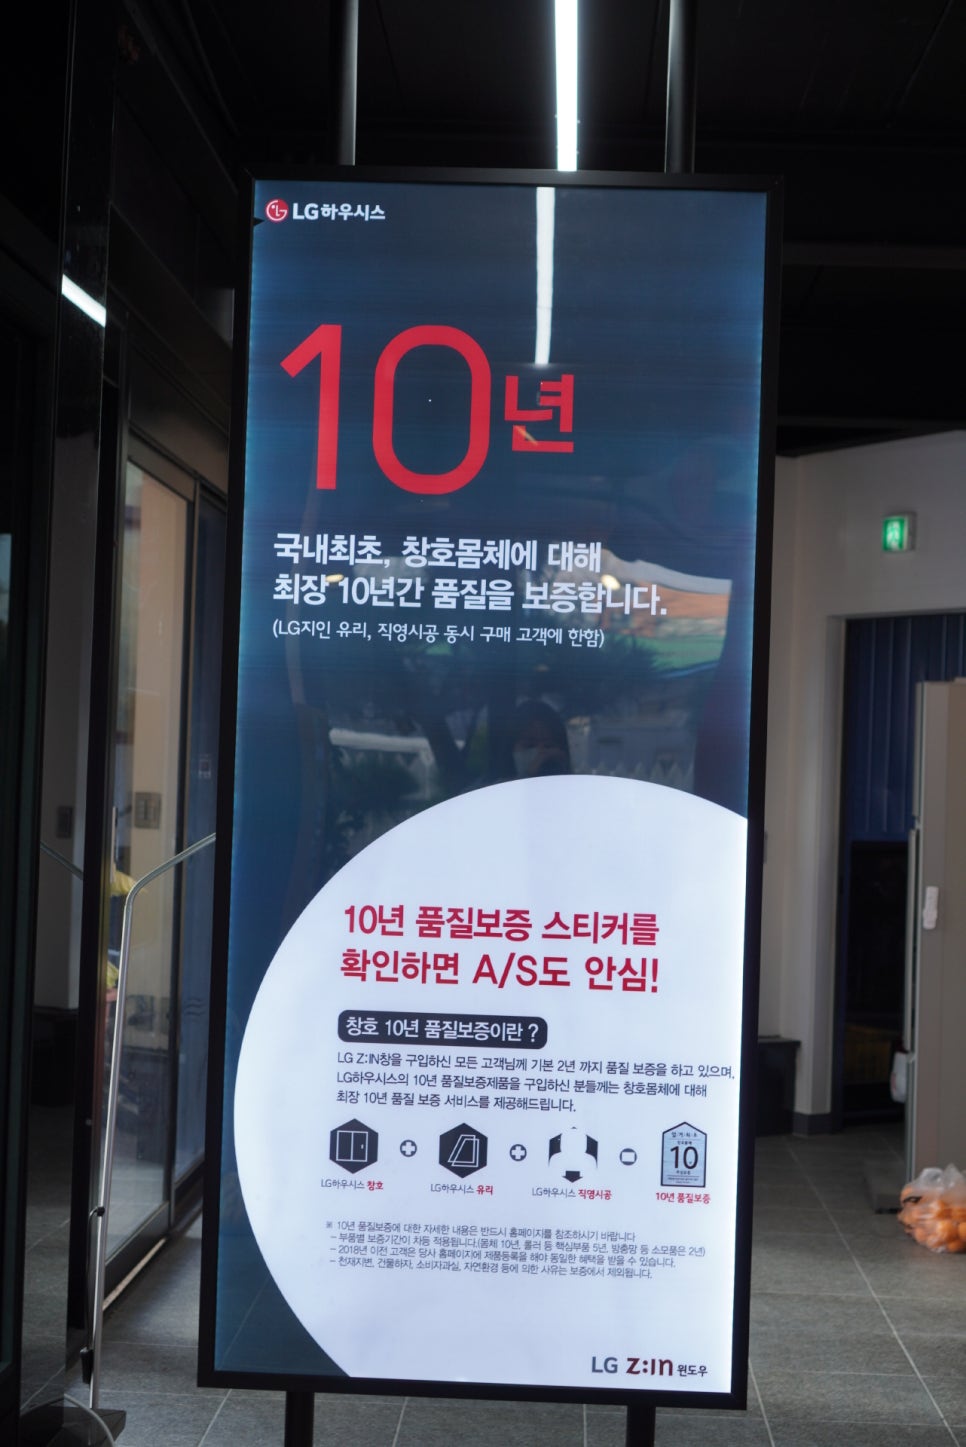 LG하우시스
10년
국내최초, 창호몸체에 대해
최장 10년간 품질을 보증합니다.
(LG지인 유리, 직영시공 동시 구매 고객에 한함)
10년 품질보증 스티커를
확인하면 A/S도 안심!
창호 10년 품질보증이란 ?
LG Z:IN창을 구입하신 모든 고객님께 기본 2년 까지 품질 보증을 하고 있으며,
LG하우시스의 10년 품질보증제품을 구입하신 분들께는 창호몸체에 대해
최장 10년 품질 보증 서비스를 제공해드립니다.
10
LG하우시스 창호
LG하우시스 유리
LG하우시스 직영시공
10년 품질보증
※ 10년 품질보증에 대한 자세한 내용은 반드시 홈페이지를 참조하시기 바랍니다
- 부품별 보증기간이 차등 적용됩니다.(몸체 10년, 롤러 등 핵심부품 5년, 방충망 등 소모품은 2년)
- 2018년 이전 고객은 당사 홈페이지에 제품등록을 해야 동일한 혜택을 받을 수 있습니다.
- 천재지변, 건물하자, 소비자과실, 자연환경 등에 의한 사유는 보증에서 제외됩니다.
LG Z:IN 윈도우